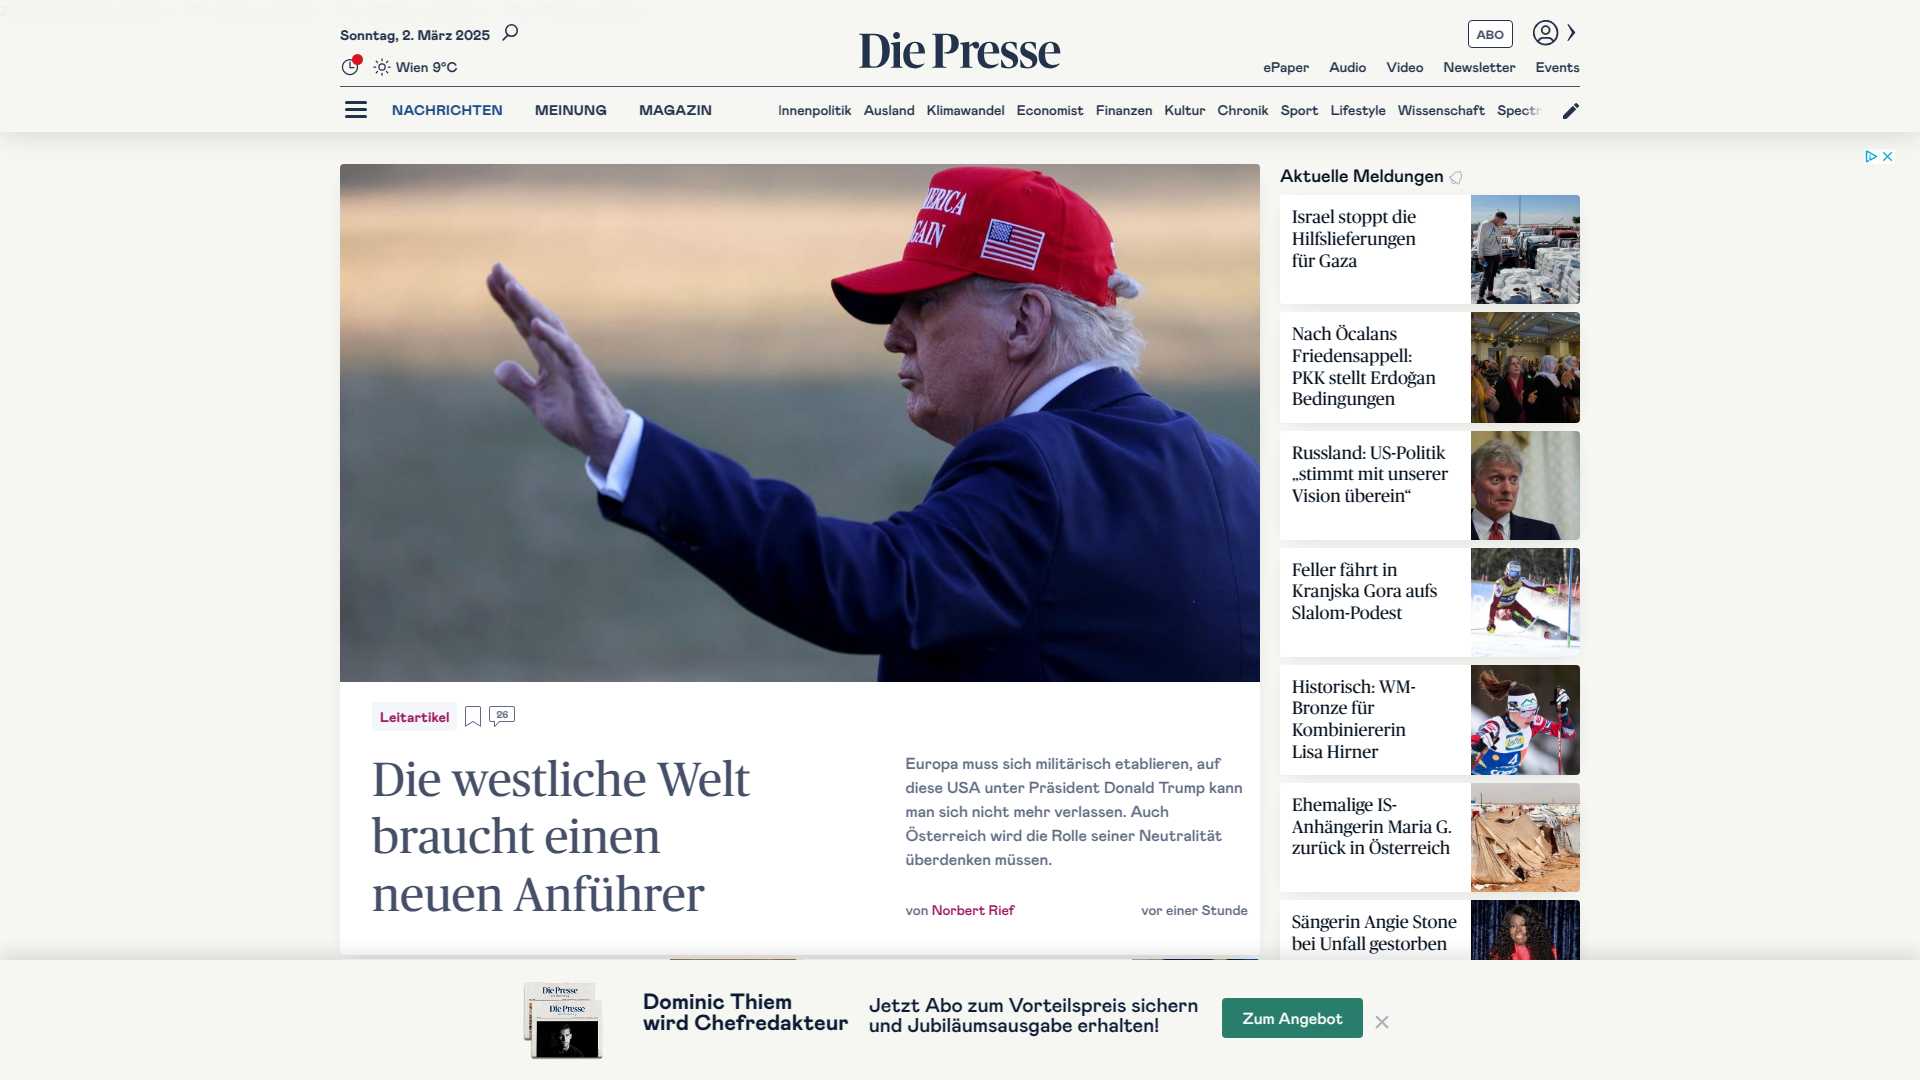 Sonntag, 2. März 2025
Die Presse
ABO
Wien 9°C
ePaper Audio Video Newsletter Events
NACHRICHTEN MEINUNG MAGAZIN
Innenpolitik Ausland Klimawandel Economist Finanzen Kultur Chronik Sport Lifestyle Wissenschaft Spectr
ERICA
GAIN
Leitartikel
26
Die westliche Welt
braucht einen
neuen Anführer
Europa muss sich militärisch etablieren, auf
diese USA unter Präsident Donald Trump kann
man sich nicht mehr verlassen. Auch
Österreich wird die Rolle seiner Neutralität
überdenken müssen.
von Norbert Rief
vor einer Stunde
Aktuelle Meldungen
Israel stoppt die
Hilfslieferungen
für Gaza
Nach Öcalans
Friedensappell:
PKK stellt Erdoğan
Bedingungen
Russland: US-Politik
„stimmt mit unserer
Vision überein“
Feller fährt in
Kranjska Gora aufs
Slalom-Podest
Historisch: WM-
Bronze für
Kombiniererin
Lisa Hirner
4
Ehemalige IS-
Anhängerin Maria G.
zurück in Österreich
Sängerin Angie Stone
bei Unfall gestorben
Die Presse
Die Presse
Dominic Thiem
wird Chefredakteur
Jetzt Abo zum Vorteilspreis sichern
und Jubiläumsausgabe erhalten!
Zum Angebot